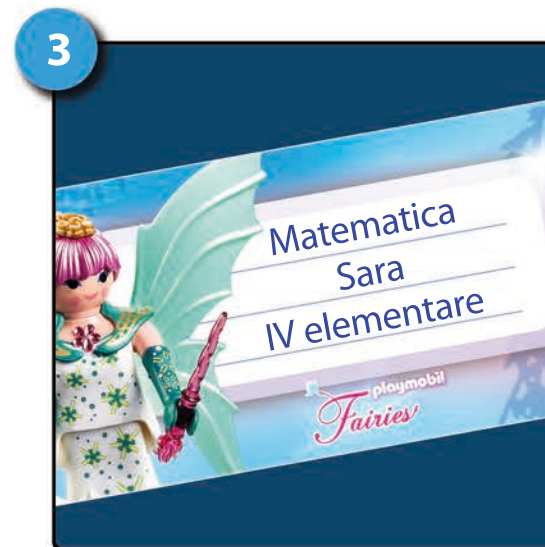 3
Matematica
Sara
IV elementare
playmobil
Fairies